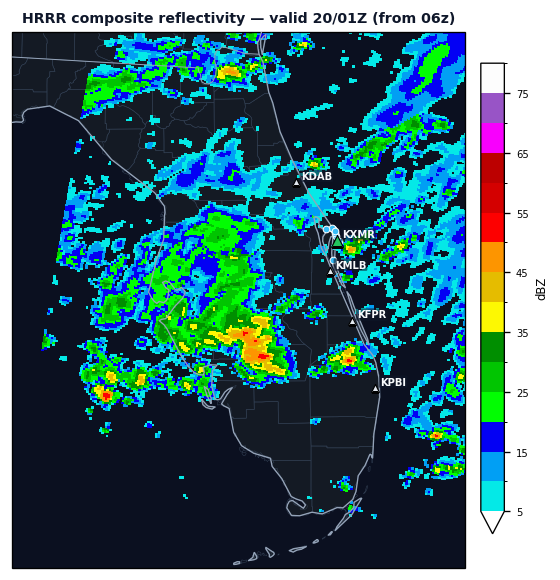 HRRR composite reflectivity — valid 20/01Z (from 06z)
KDAB
KXMR
KMLB
KFPR
KPBI
75
65
55
45
35
25
15
5
dBZ